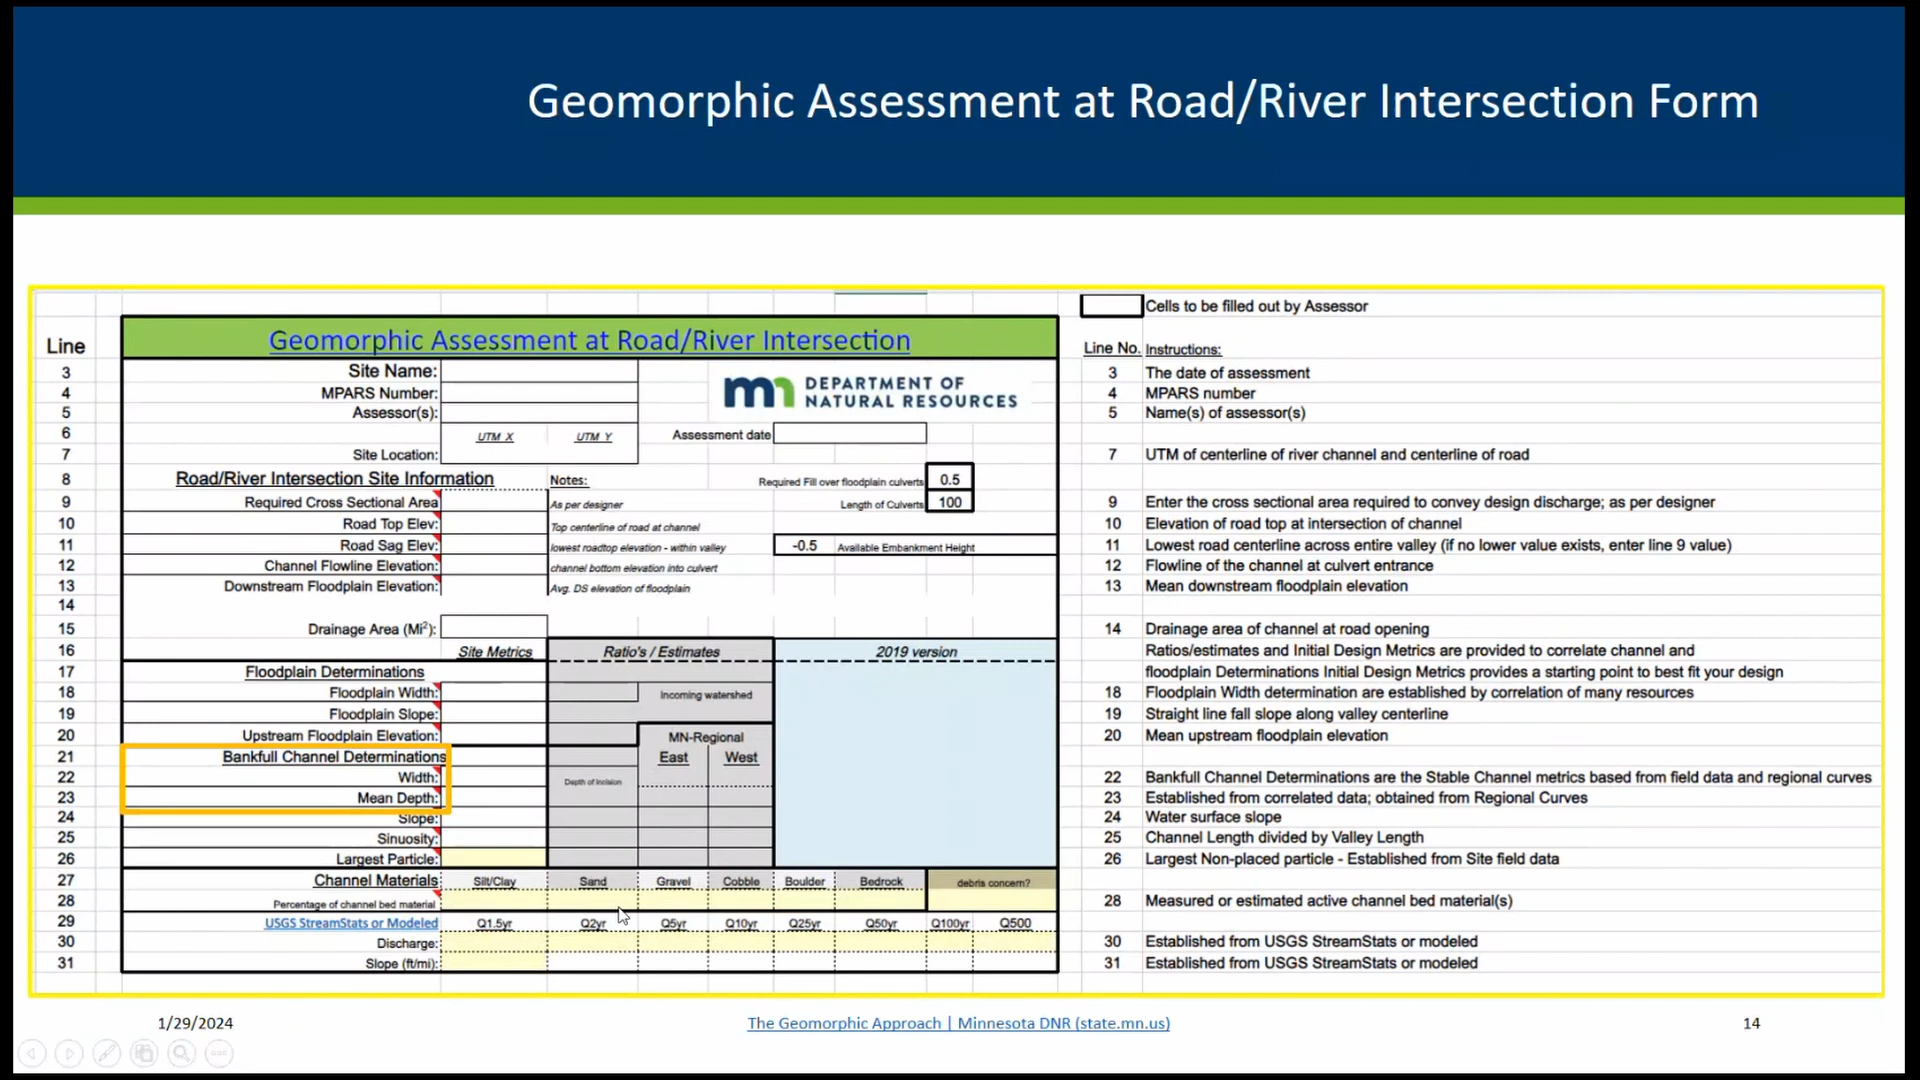 Geomorphic Assessment at Road/River Intersection Form
Cells to be filled out by Assessor
Line
Geomorphic Assessment at Road/River Intersection
Line No. Instructions:
3 Site Name: 3 The date of assessment
DEPARTMENT OF
NATURAL RESOURCES
4 MPARS Number: 4 MPARS number
5 Assessor(s): 5 Name(s) of assessor(s)
6 UTM X UTM Y Assessment date
7 Site Location: 7 UTM of centerline of river channel and centerline of road
8 Road/River Intersection Site Information Notes: Required Fill over floodplain culverts 0.5
9 Required Cross Sectional Area As per designer Length of Culverts 100 9 Enter the cross sectional area required to convey design discharge; as per designer
10 Road Top Elev: Top centerline of road at channel 10 Elevation of road top at intersection of channel
11 Road Sag Elev: lowest roadtop elevation - within valley -0.5 Available Embankment Height 11 Lowest road centerline across entire valley (if no lower value exists, enter line 9 value)
12 Channel Flowline Elevation: channel bottom elevation into culvert 12 Flowline of the channel at culvert entrance
13 Downstream Floodplain Elevation: Avg. DS elevation of floodplain 13 Mean downstream floodplain elevation
14
15 Drainage Area (Mi²): 14 Drainage area of channel at road opening
16 Site Metrics Ratio's / Estimates 2019 version Ratios/estimates and Initial Design Metrics are provided to correlate channel and
17 Floodplain Determinations floodplain Determinations Initial Design Metrics provides a starting point to best fit your design
18 Floodplain Width: Incoming watershed 18 Floodplain Width determination are established by correlation of many resources
19 Floodplain Slope: 19 Straight line fall slope along valley centerline
20 Upstream Floodplain Elevation: MN-Regional 20 Mean upstream floodplain elevation
21 Bankfull Channel Determinations East West
22 Width: Depth of Incision 22 Bankfull Channel Determinations are the Stable Channel metrics based from field data and regional curves
23 Mean Depth: 23 Established from correlated data; obtained from Regional Curves
24 Slope: 24 Water surface slope
25 Sinuosity: 25 Channel Length divided by Valley Length
26 Largest Particle: 26 Largest Non-placed particle - Established from Site field data
27 Channel Materials Silt/Clay Sand Gravel Cobble Boulder Bedrock debris concern?
28 Percentage of channel bed material 28 Measured or estimated active channel bed material(s)
29 USGS StreamStats or Modeled Q1.5yr Q2yr Q5yr Q10yr Q25yr Q50yr Q100yr Q500
30 Discharge: 30 Established from USGS StreamStats or modeled
31 Slope (ft/mi): 31 Established from USGS StreamStats or modeled
1/29/2024 The Geomorphic Approach | Minnesota DNR (state.mn.us) 14